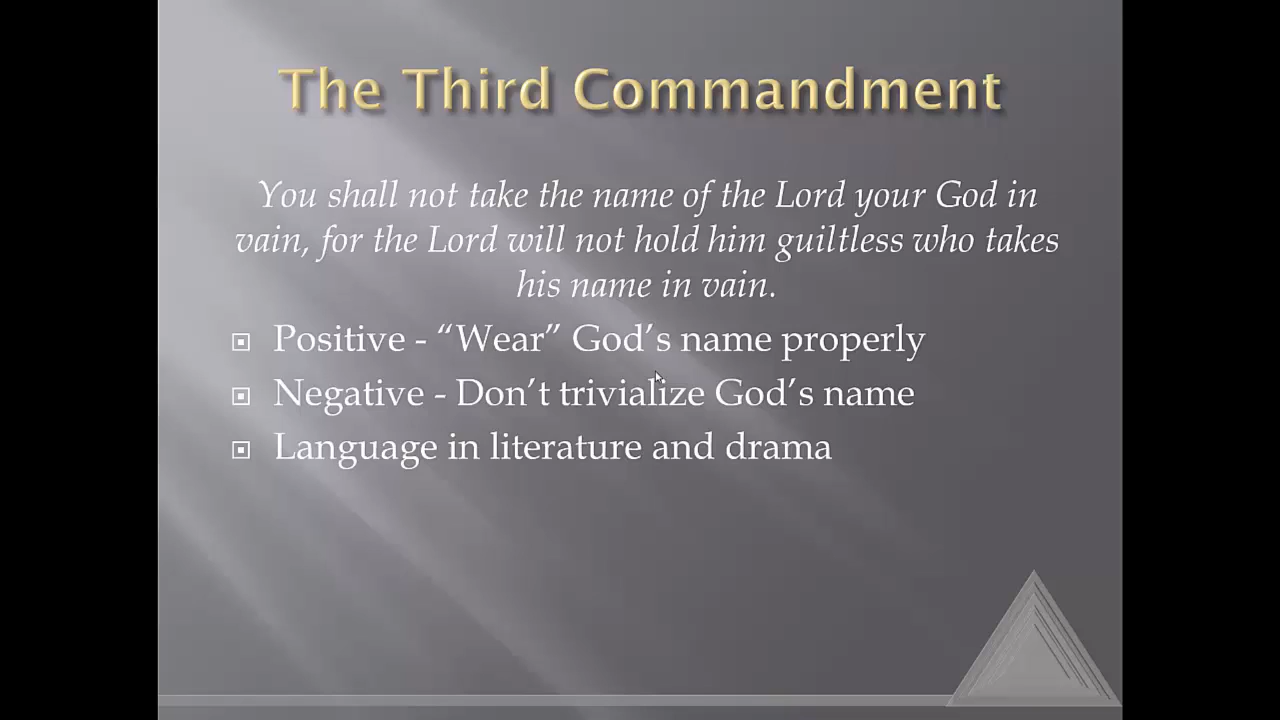 The Third Commandment
You shall not take the name of the Lord your God in
vain, for the Lord will not hold him guiltless who takes
his name in vain.
Positive - “Wear” God’s name properly
Negative - Don’t trivialize God’s name
Language in literature and drama